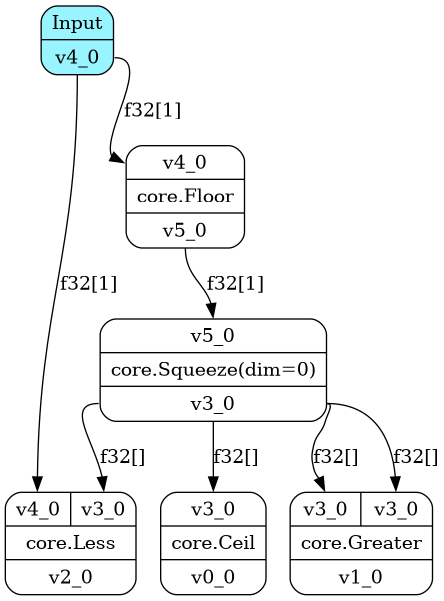 Input
v4_0
f32[1]
v4_0
core.Floor
v5_0
f32[1]
f32[1]
v5_0
core.Squeeze(dim=0)
v3_0
f32[]
f32[]
f32[]
f32[]
v4_0 v3_0
core.Less
v2_0
v3_0
core.Ceil
v0_0
v3_0 v3_0
core.Greater
v1_0